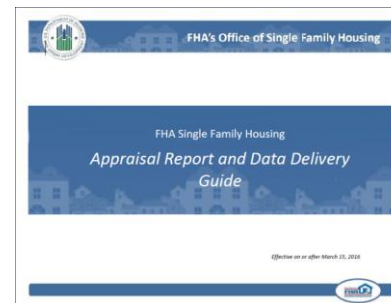 FHA's Office of Single Family Housing
FHA Single Family Housing
Appraisal Report and Data Delivery
Guide
Effective on or after March 15, 2016
FHA